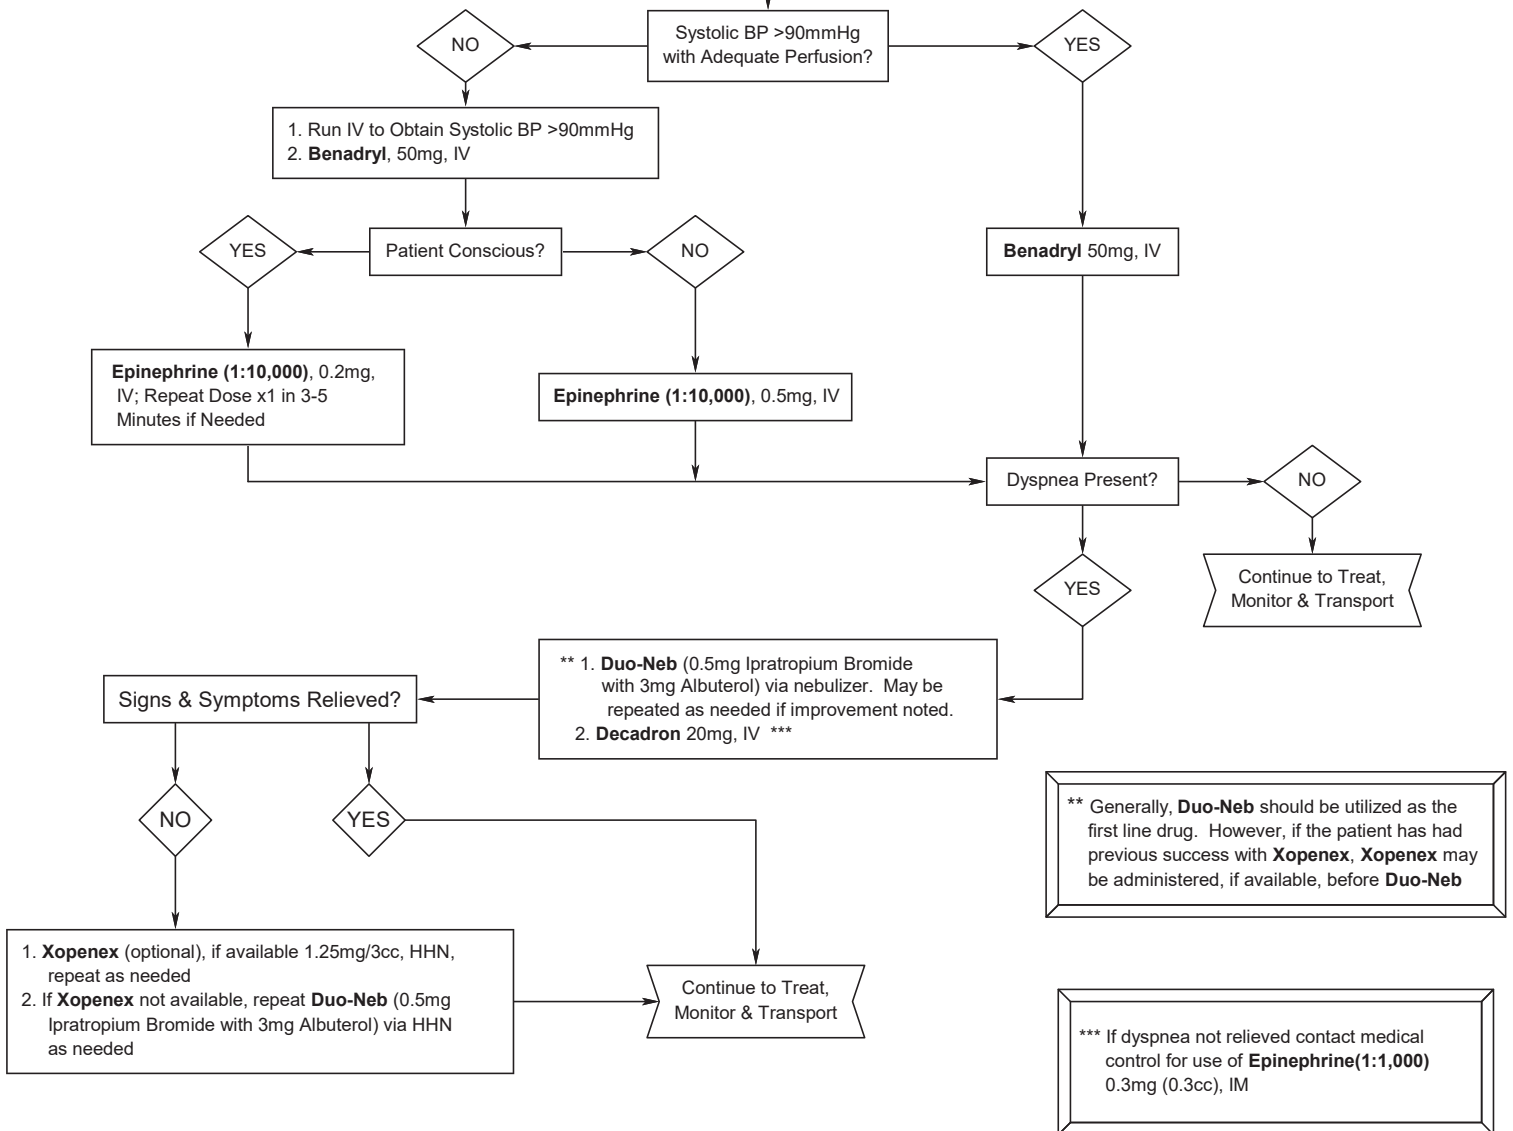 Systolic BP >90mmHg
with Adequate Perfusion?
NO
YES
1. Run IV to Obtain Systolic BP >90mmHg
2. Benadryl, 50mg, IV
Patient Conscious?
YES
NO
Benadryl 50mg, IV
Epinephrine (1:10,000), 0.2mg,
IV; Repeat Dose x1 in 3-5
Minutes if Needed
Epinephrine (1:10,000), 0.5mg, IV
Dyspnea Present?
NO
Continue to Treat,
Monitor & Transport
YES
** 1. Duo-Neb (0.5mg Ipratropium Bromide
with 3mg Albuterol) via nebulizer. May be
repeated as needed if improvement noted.
2. Decadron 20mg, IV ***
Signs & Symptoms Relieved?
NO
YES
** Generally, Duo-Neb should be utilized as the
first line drug. However, if the patient has had
previous success with Xopenex, Xopenex may
be administered, if available, before Duo-Neb
1. Xopenex (optional), if available 1.25mg/3cc, HHN,
repeat as needed
2. If Xopenex not available, repeat Duo-Neb (0.5mg
Ipratropium Bromide with 3mg Albuterol) via HHN
as needed
Continue to Treat,
Monitor & Transport
*** If dyspnea not relieved contact medical
control for use of Epinephrine(1:1,000)
0.3mg (0.3cc), IM